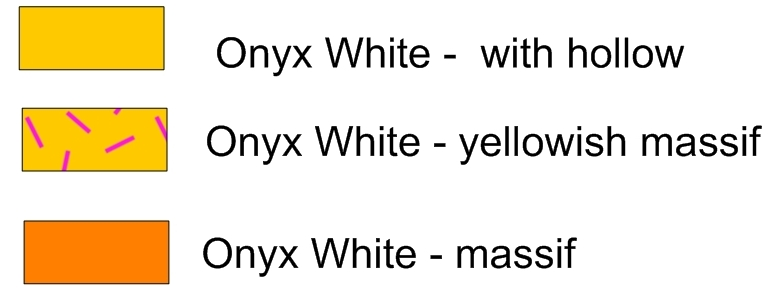 Onyx White -  with hollow
Onyx White - yellowish massif
Onyx White - massif